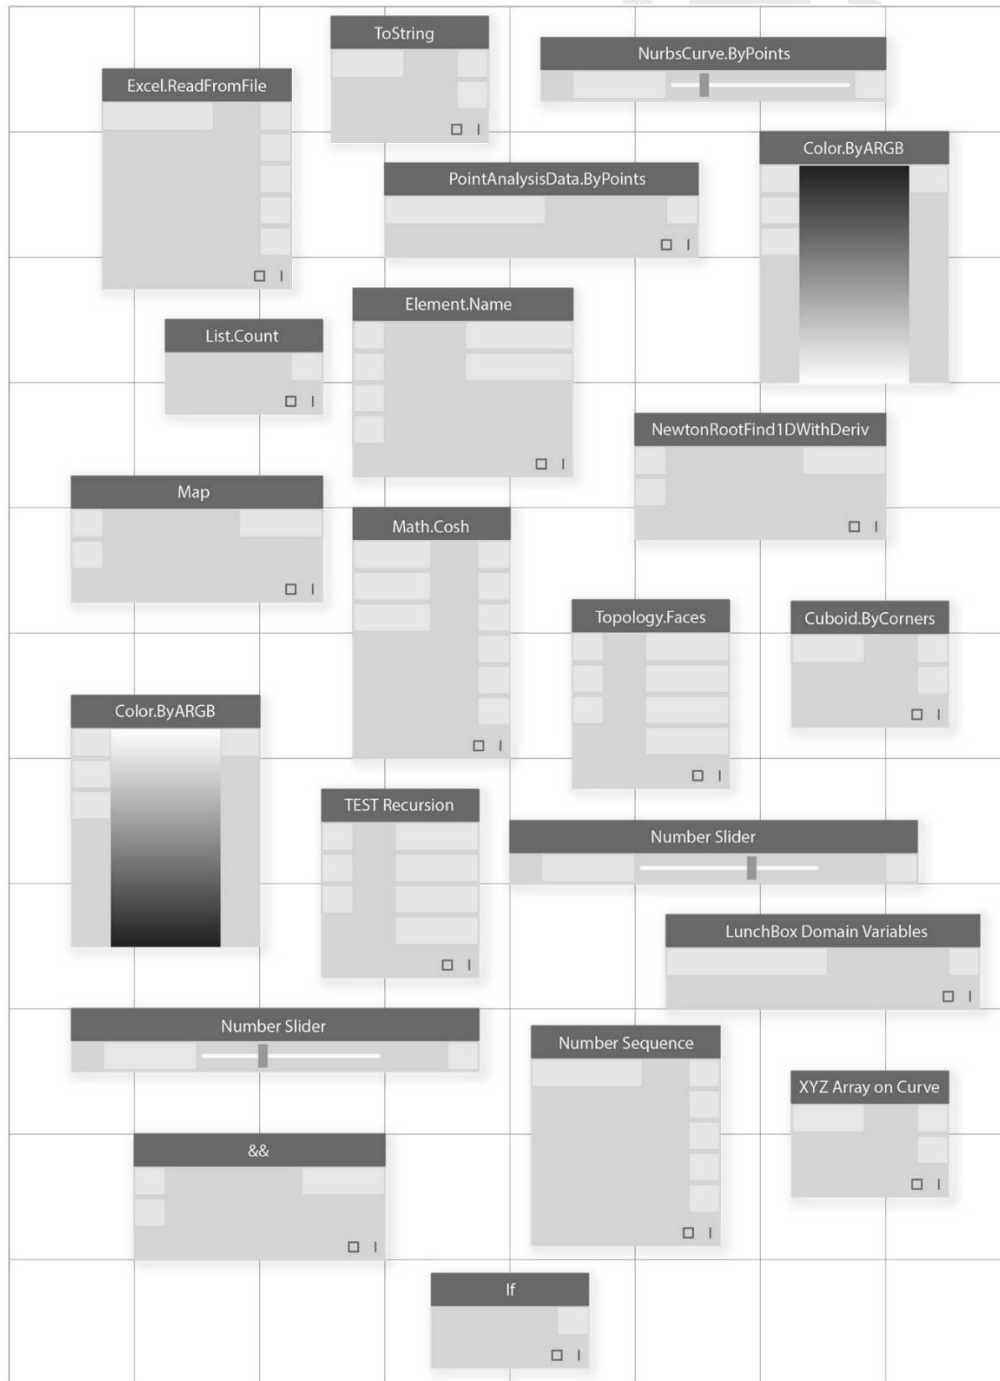 ToString
NurbsCurve.ByPoints
Excel.ReadFromFile
Color.ByARGB
PointAnalysisData.ByPoints
Element.Name
List.Count
NewtonRootFind1DWithDeriv
Map
Math.Cosh
Topology.Faces
Cuboid.ByCorners
Color.ByARGB
TEST Recursion
Number Slider
LunchBox Domain Variables
Number Slider
Number Sequence
XYZ Array on Curve
&&
If